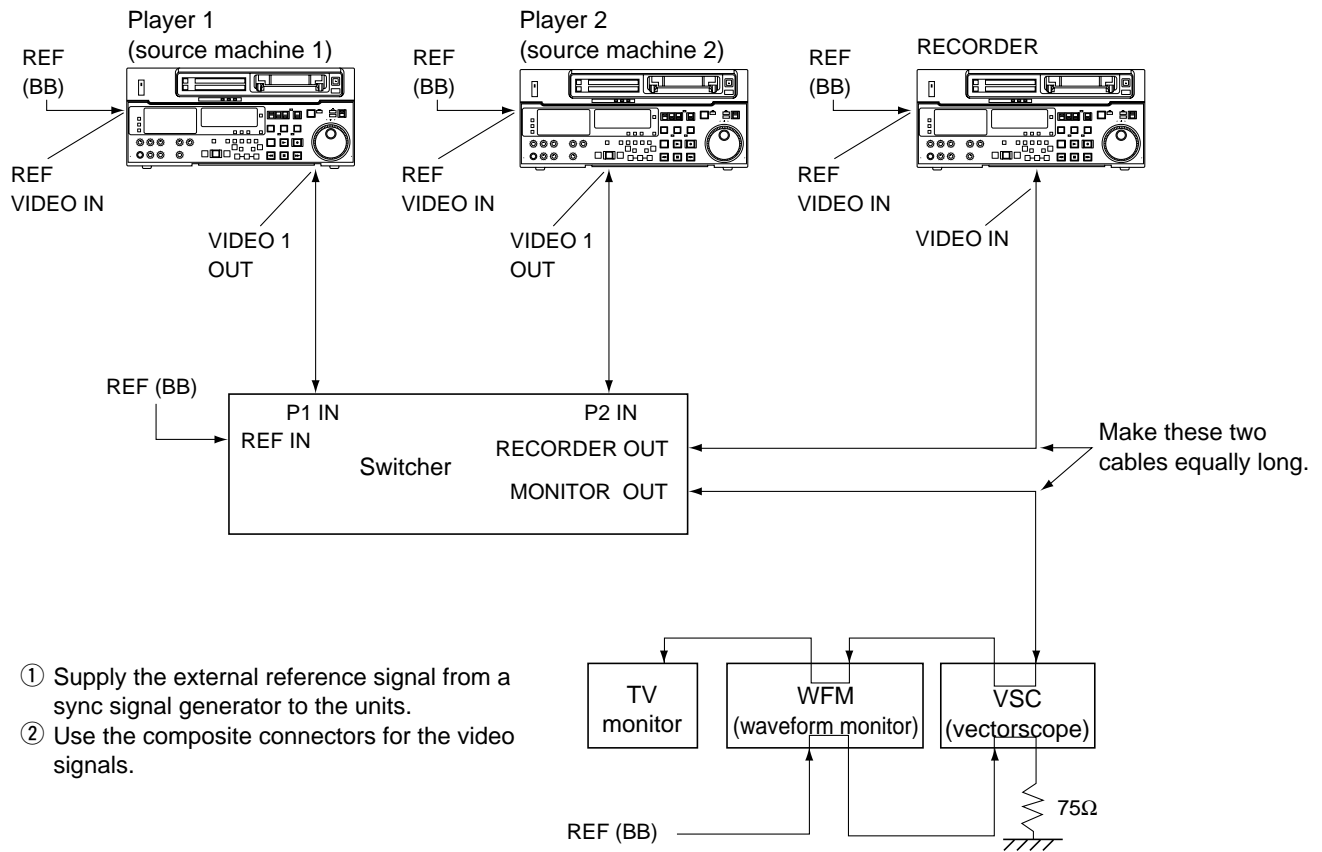 Player 1
(source machine 1)
REF
(BB)
REF
VIDEO IN
VIDEO 1
OUT
Player 2
(source machine 2)
REF
(BB)
REF
VIDEO IN
VIDEO 1
OUT
RECORDER
REF
(BB)
REF
VIDEO IN
VIDEO IN
REF (BB)
P1 IN
P2 IN
REF IN
Switcher
RECORDER OUT
MONITOR OUT
Make these two
cables equally long.
① Supply the external reference signal from a
sync signal generator to the units.
② Use the composite connectors for the video
signals.
TV
monitor
WFM
(waveform monitor)
VSC
(vectorscope)
REF (BB)
75Ω